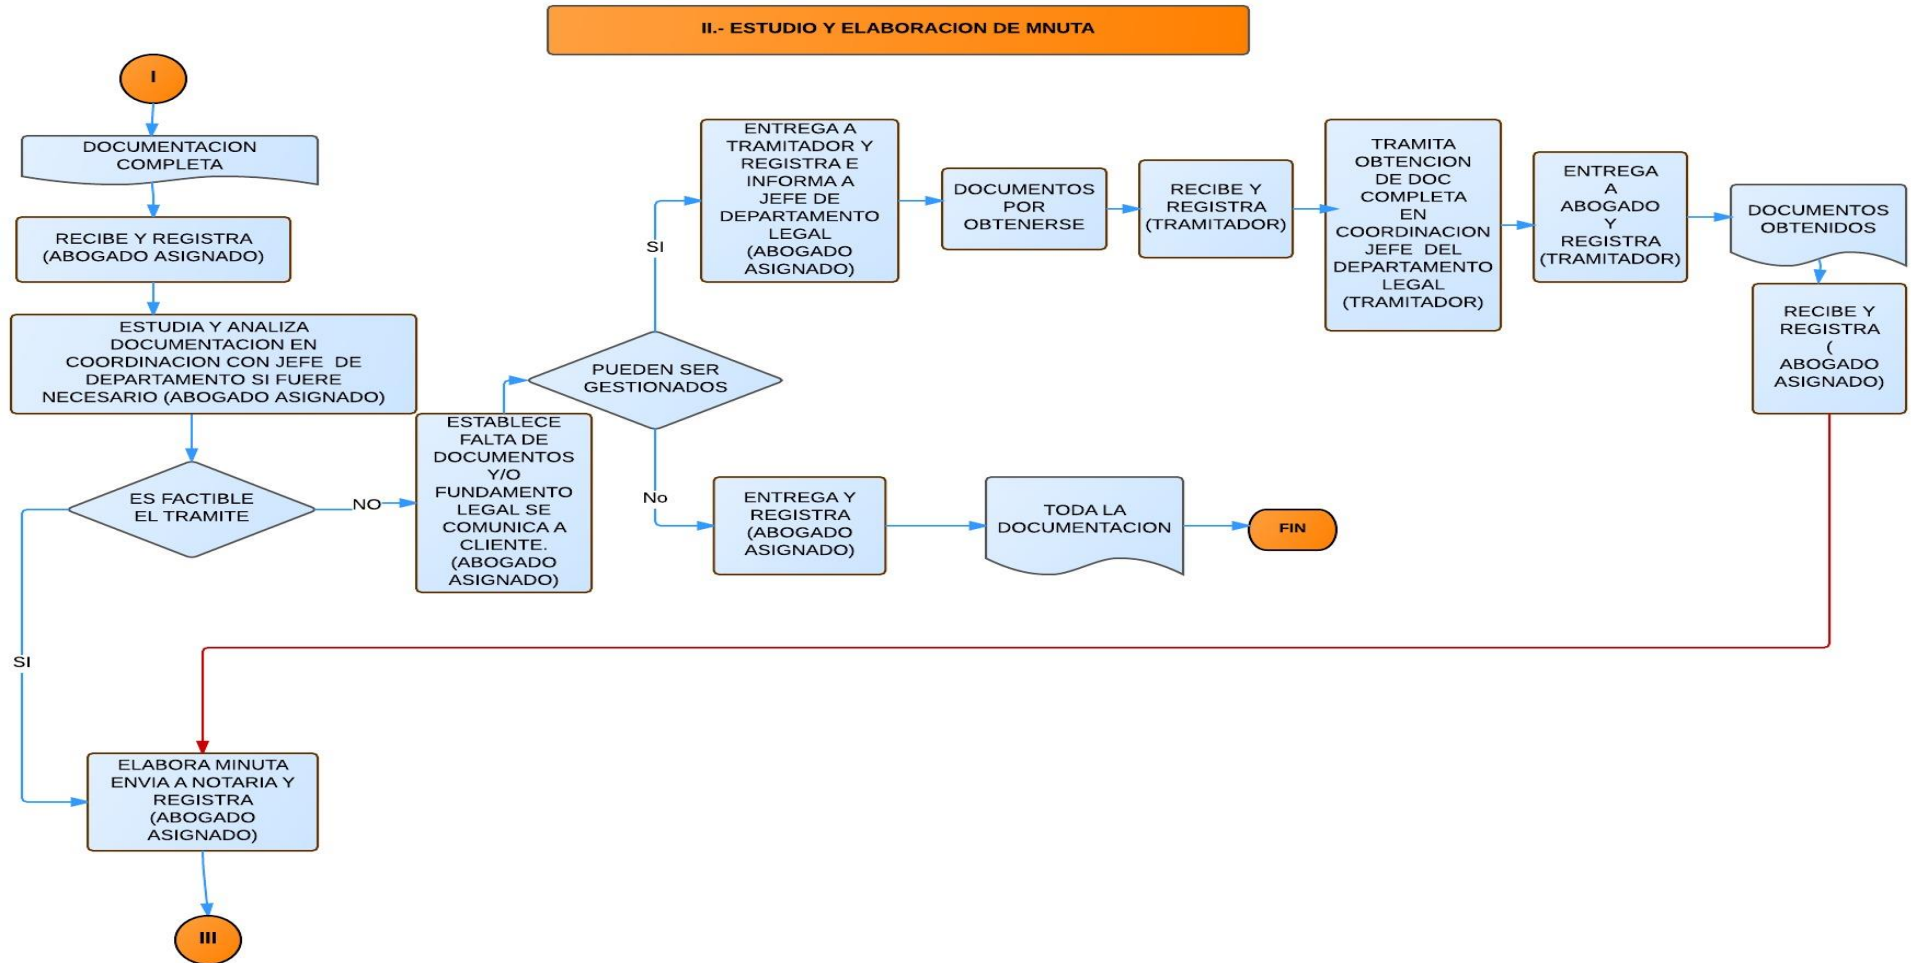 II.- ESTUDIO Y ELABORACION DE MNUTA
I
DOCUMENTACION
COMPLETA
RECIBE Y REGISTRA
(ABOGADO ASIGNADO)
ESTUDIA Y ANALIZA
DOCUMENTACION EN
COORDINACION CON JEFE DE
DEPARTAMENTO SI FUERE
NECESARIO (ABOGADO ASIGNADO)
ES FACTIBLE
EL TRAMITE
NO
ESTABLECE
FALTA DE
DOCUMENTOS
Y/O
FUNDAMENTO
LEGAL SE
COMUNICA A
CLIENTE.
(ABOGADO
ASIGNADO)
PUEDEN SER
GESTIONADOS
SI
ENTREGA A
TRAMITADOR Y
REGISTRA E
INFORMA A
JEFE DE
DEPARTAMENTO
LEGAL
(ABOGADO
ASIGNADO)
DOCUMENTOS
POR
OBTENERSE
RECIBE Y
REGISTRA
(TRAMITADOR)
TRAMITA
OBTENCION
DE DOC
COMPLETA
EN
COORDINACION
JEFE DEL
DEPARTAMENTO
LEGAL
(TRAMITADOR)
ENTREGA
A
ABOGADO
Y
REGISTRA
(TRAMITADOR)
DOCUMENTOS
OBTENIDOS
RECIBE Y
REGISTRA
(
ABOGADO
ASIGNADO)
No
ENTREGA Y
REGISTRA
(ABOGADO
ASIGNADO)
TODA LA
DOCUMENTACION
FIN
SI
ELABORA MINUTA
ENVIA A NOTARIA Y
REGISTRA
(ABOGADO
ASIGNADO)
III